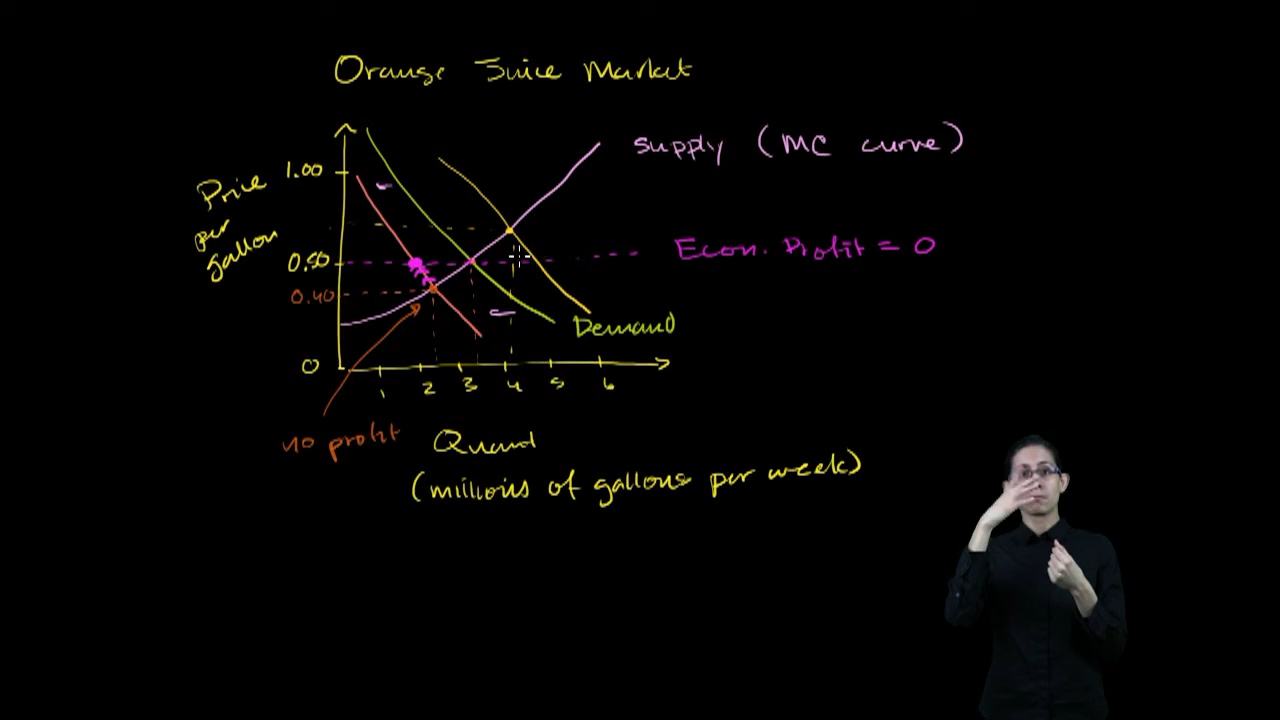 Orange Juice Market
Supply (MC curve)
Price
per
gallon
1.00
0.50
0.40
0
Econ. Profit = 0
Demand
1 2 3 4 5 6
no profit
Quant
(millions of gallons per week)